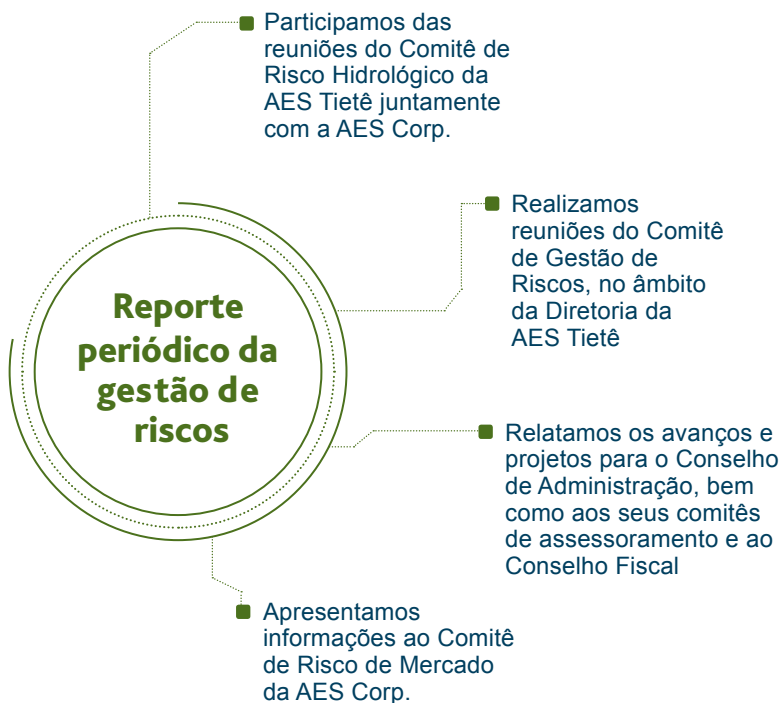 Participamos das
reuniões do Comitê de
Risco Hidrológico da
AES Tietê juntamente
com a AES Corp.
Realizamos
reuniões do Comitê
de Gestão de
Riscos, no âmbito
da Diretoria da
AES Tietê
Reporte
periódico da
gestão de
riscos
Relatamos os avanços e
projetos para o Conselho
de Administração, bem
como aos seus comitês
de assessoramento e ao
Conselho Fiscal
Apresentamos
informações ao Comitê
de Risco de Mercado
da AES Corp.